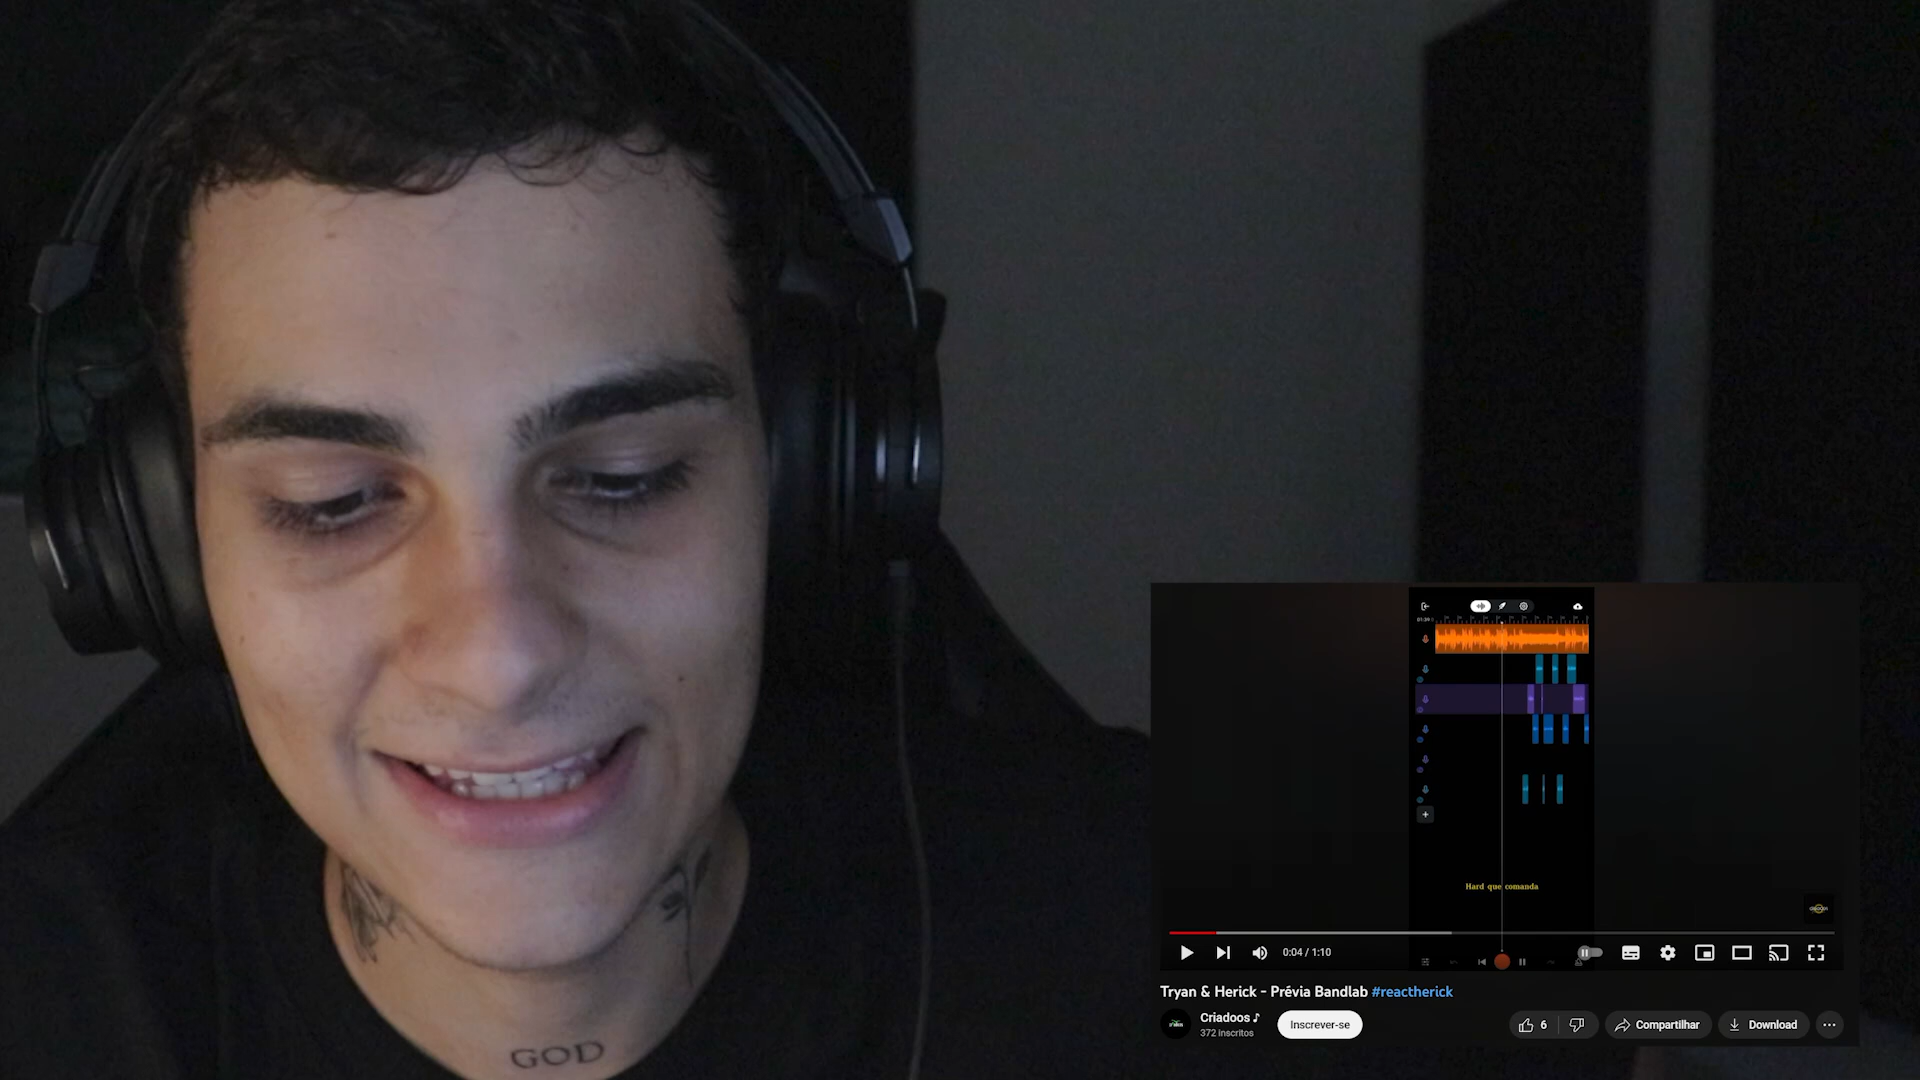 GOD
Hard que comanda
0:04 / 1:10
Tryan & Herick - Prévia Bandlab #reactherick
Criadoos
372 inscritos
Inscrever-se
6
Compartilhar
Download